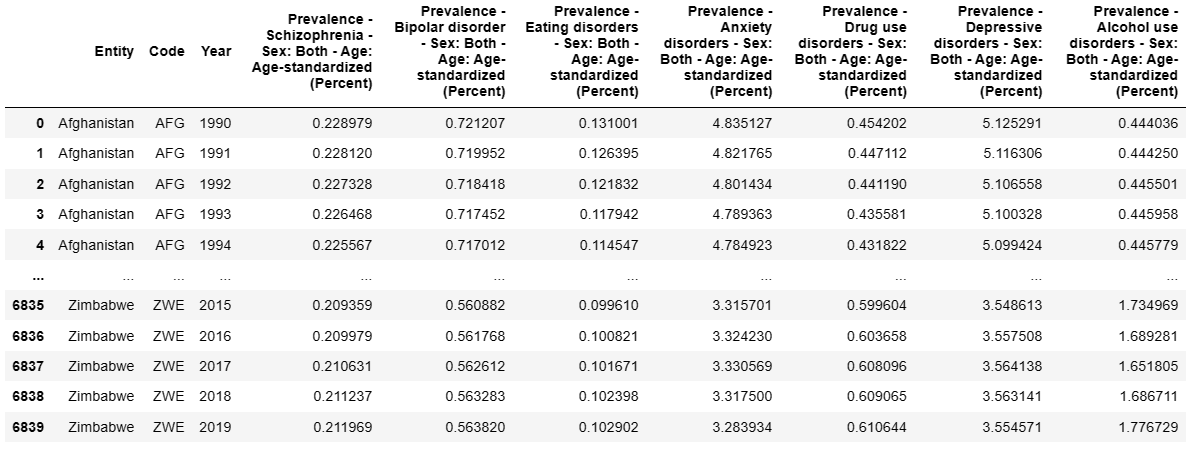 Entity Code Year Prevalence - Schizophrenia - Sex: Both - Age: Age-standardized (Percent) Prevalence - Bipolar disorder - Sex: Both - Age: Age-standardized (Percent) Prevalence - Eating disorders - Sex: Both - Age: Age-standardized (Percent) Prevalence - Anxiety disorders - Sex: Both - Age: Age-standardized (Percent) Prevalence - Drug use disorders - Sex: Both - Age: Age-standardized (Percent) Prevalence - Depressive disorders - Sex: Both - Age: Age-standardized (Percent) Prevalence - Alcohol use disorders - Sex: Both - Age: Age-standardized (Percent)
0 Afghanistan AFG 1990 0.228979 0.721207 0.131001 4.835127 0.454202 5.125291 0.444036
1 Afghanistan AFG 1991 0.228120 0.719952 0.126395 4.821765 0.447112 5.116306 0.444250
2 Afghanistan AFG 1992 0.227328 0.718418 0.121832 4.801434 0.441190 5.106558 0.445501
3 Afghanistan AFG 1993 0.226468 0.717452 0.117942 4.789363 0.435581 5.100328 0.445958
4 Afghanistan AFG 1994 0.225567 0.717012 0.114547 4.784923 0.431822 5.099424 0.445779
... ... ... ... ... ... ... ... ... ... ...
6835 Zimbabwe ZWE 2015 0.209359 0.560882 0.099610 3.315701 0.599604 3.548613 1.734969
6836 Zimbabwe ZWE 2016 0.209979 0.561768 0.100821 3.324230 0.603658 3.557508 1.689281
6837 Zimbabwe ZWE 2017 0.210631 0.562612 0.101671 3.330569 0.608096 3.564138 1.651805
6838 Zimbabwe ZWE 2018 0.211237 0.563283 0.102398 3.317500 0.609065 3.563141 1.686711
6839 Zimbabwe ZWE 2019 0.211969 0.563820 0.102902 3.283934 0.610644 3.554571 1.776729